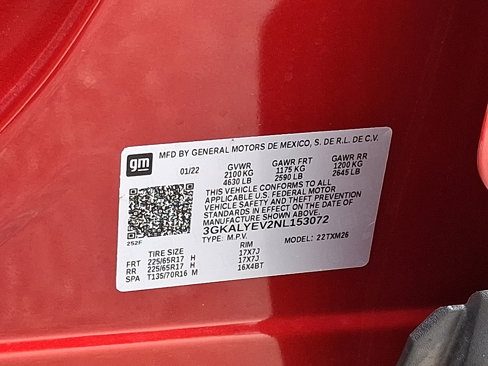 gm
MFD BY GENERAL MOTORS DE MEXICO, S. DE R.L. DE C.V.
01/22 GVWR GAWR FRT GAWR RR
2100 KG 1175 KG 1200 KG
4630 LB 2590 LB 2645 LB
THIS VEHICLE CONFORMS TO ALL
APPLICABLE U.S. FEDERAL MOTOR
VEHICLE SAFETY AND THEFT PREVENTION
STANDARDS IN EFFECT ON THE DATE OF
MANUFACTURE SHOWN ABOVE.
3GKALYEV2NL153072
252F TYPE: M.P.V. MODEL: 22TXM26
TIRE SIZE RIM
FRT 225/65R17 H 17X7J
RR 225/65R17 H 17X7J
SPA T135/70R16 M 16X4BT